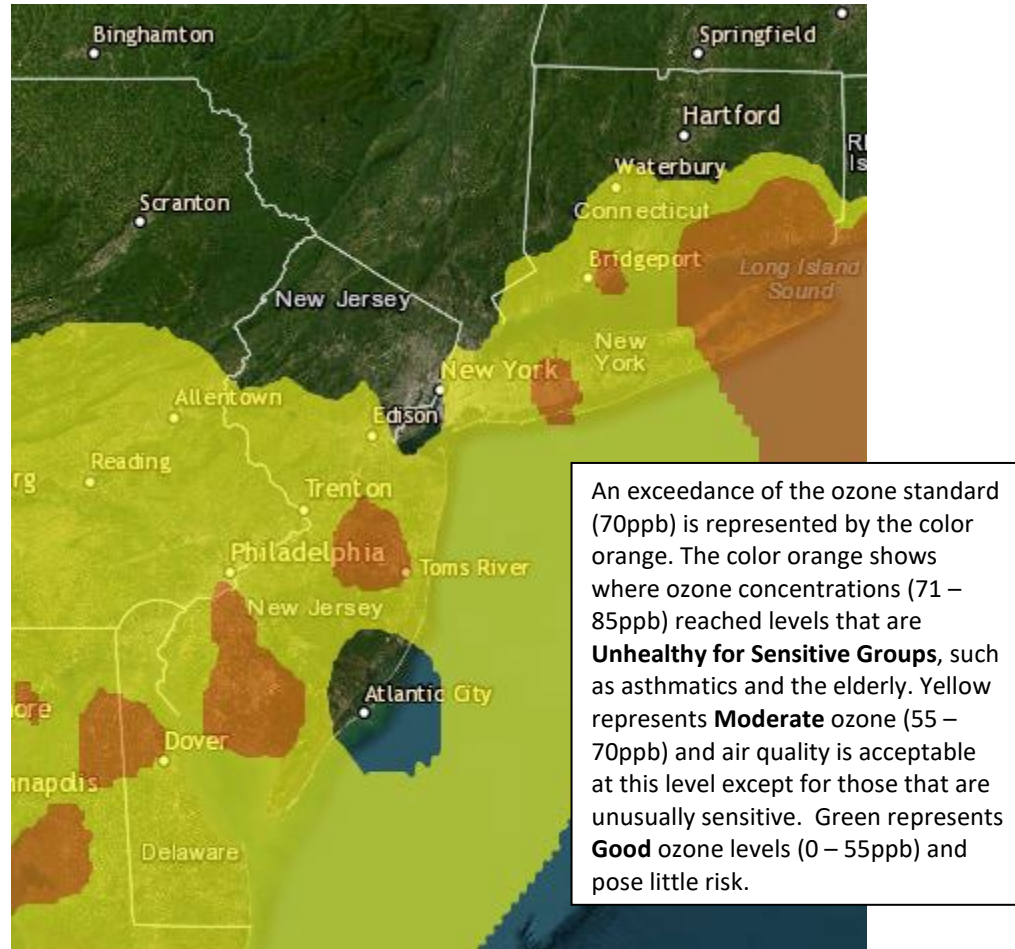 Binghamton
Springfield
Hartford
RI
Is
Waterbury
Scranton
Connecticut
Bridgeport
Long Island
Sound
New Jersey
New
York
New York
Allentown
Edison
Reading
rg
Trenton
Philadelphia
Toms River
New Jersey
Atlantic City
ore
Dover
nnapolis
Delaware
An exceedance of the ozone standard
(70ppb) is represented by the color
orange. The color orange shows
where ozone concentrations (71 –
85ppb) reached levels that are
Unhealthy for Sensitive Groups, such
as asthmatics and the elderly. Yellow
represents Moderate ozone (55 –
70ppb) and air quality is acceptable
at this level except for those that are
unusually sensitive.  Green represents
Good ozone levels (0 – 55ppb) and
pose little risk.